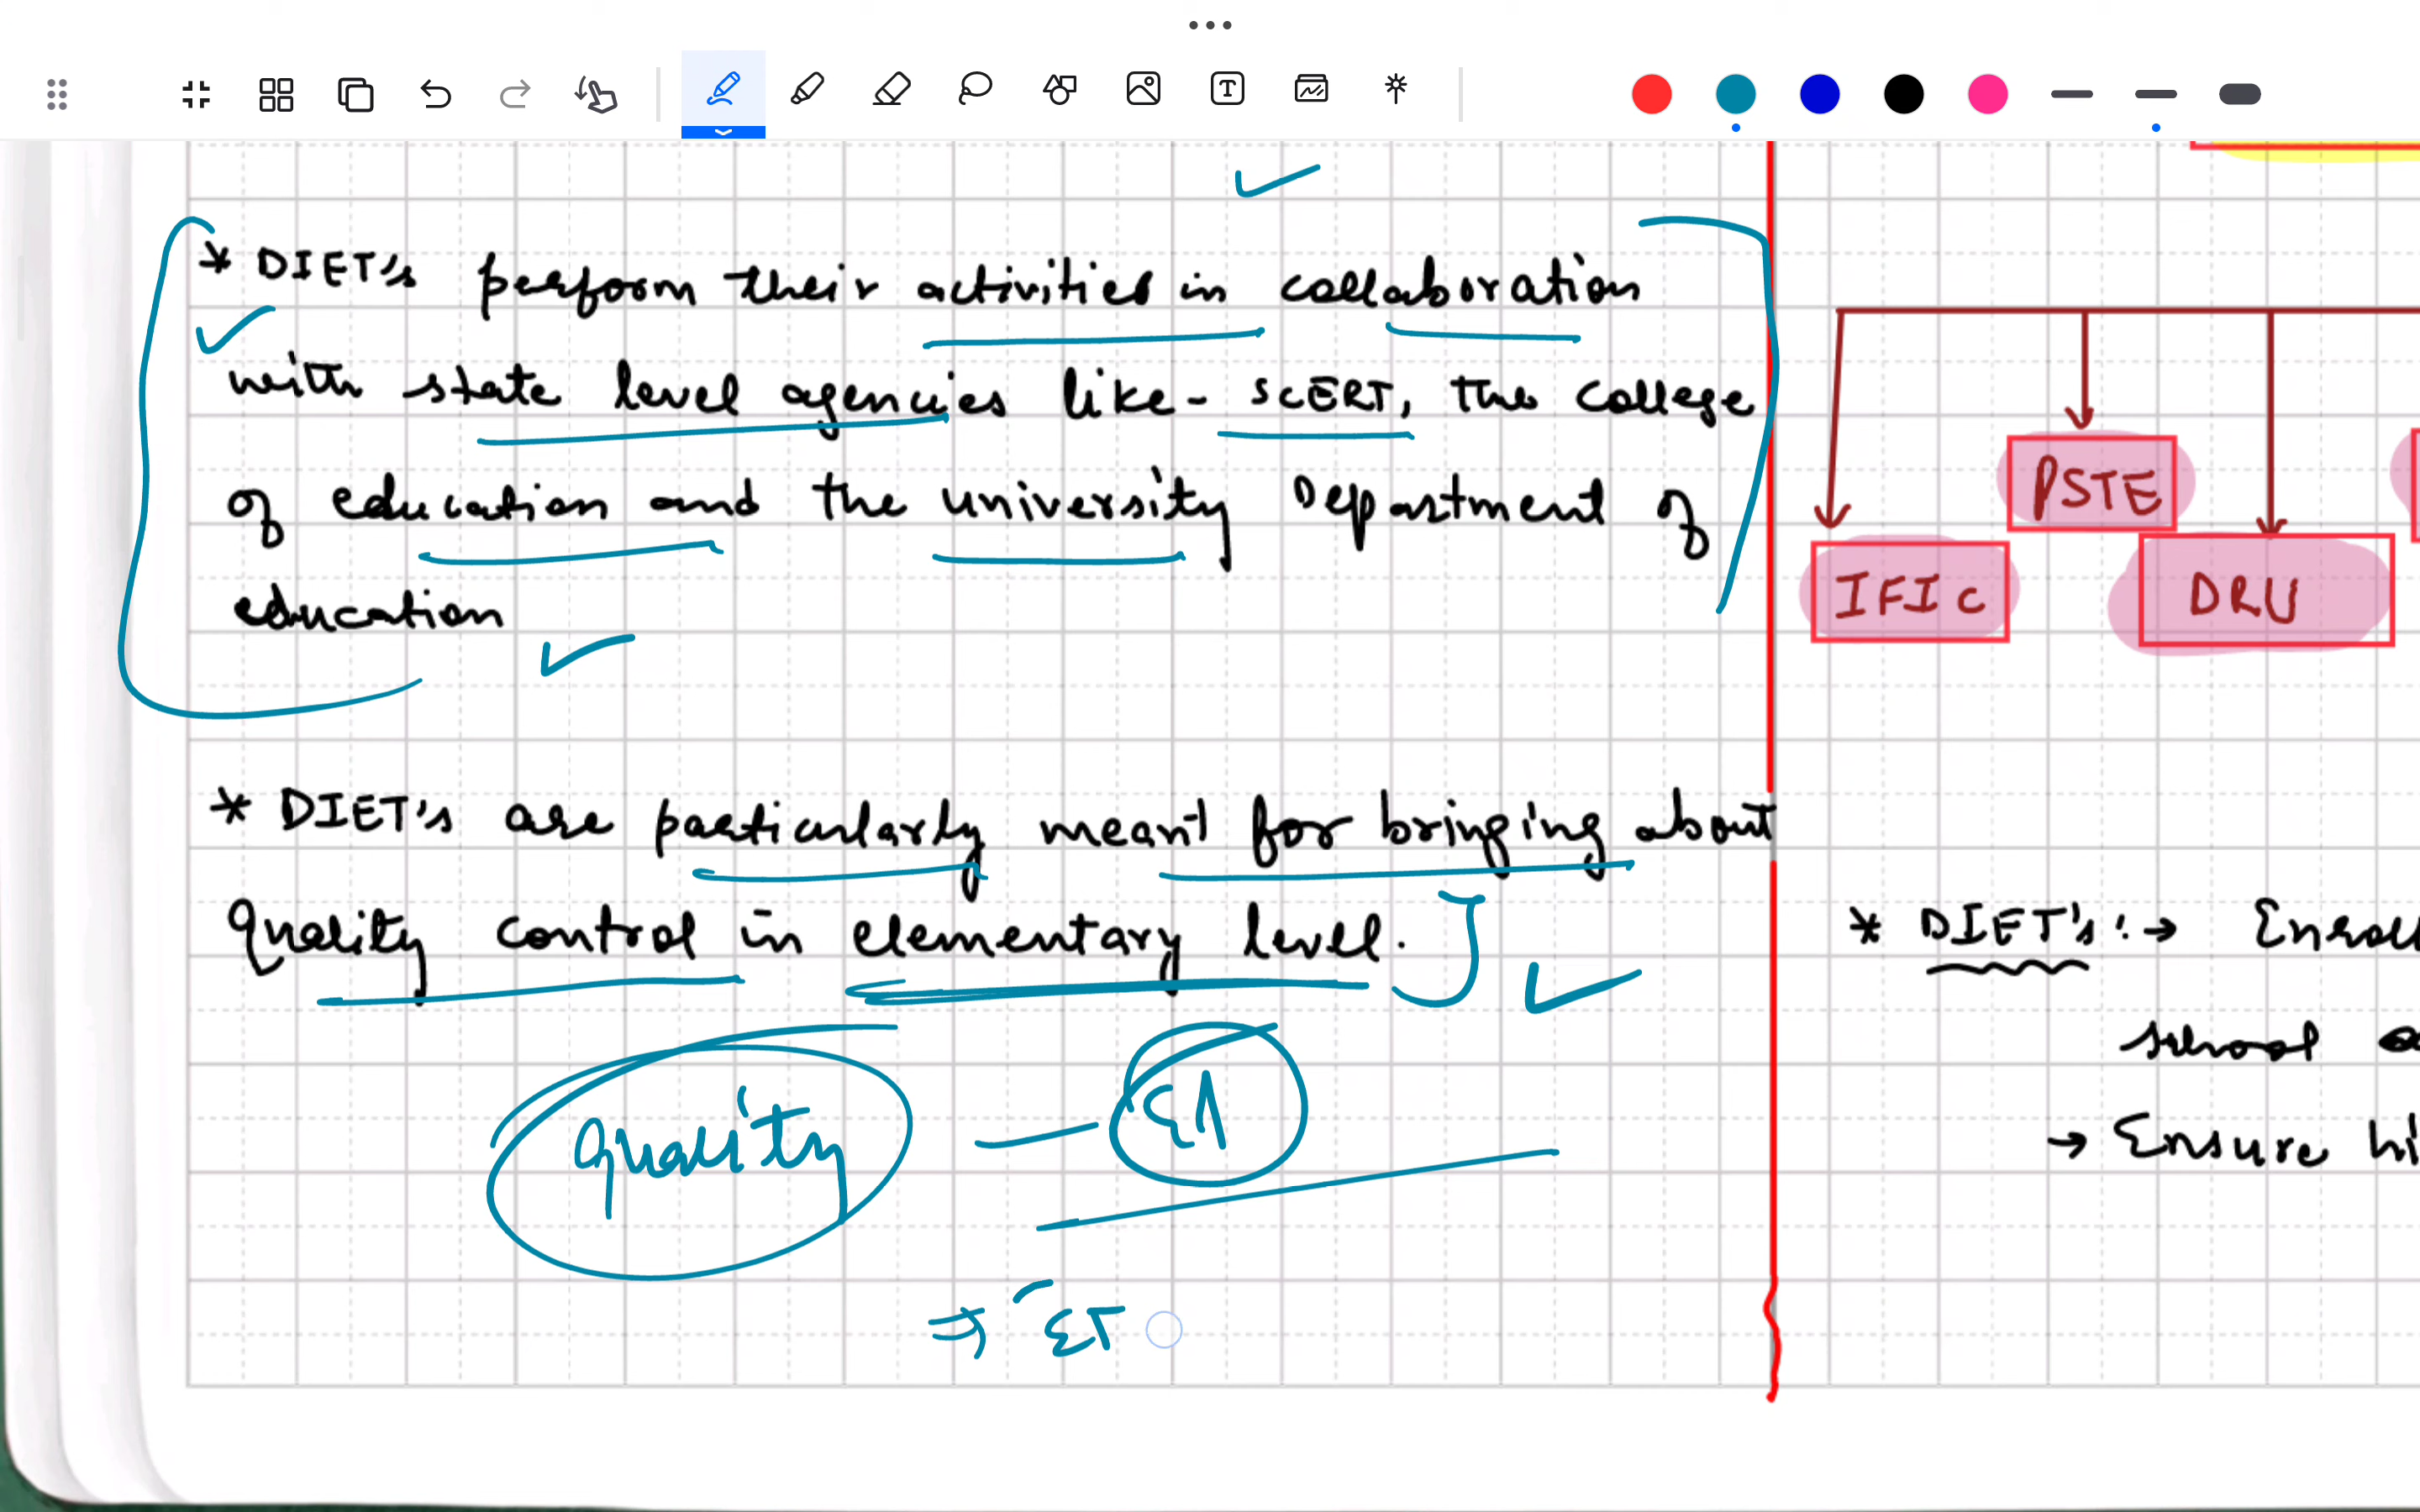 * DIET's perform their activities in collaboration
with state level agencies like - SCERT, the college
of education and the university Department of
education
* DIET's are particularly meant for bringing about
Quality control in elementary level.
Quality
ET
PSTE
IFIC
DRU
* DIET's :→
school
→ Ensure